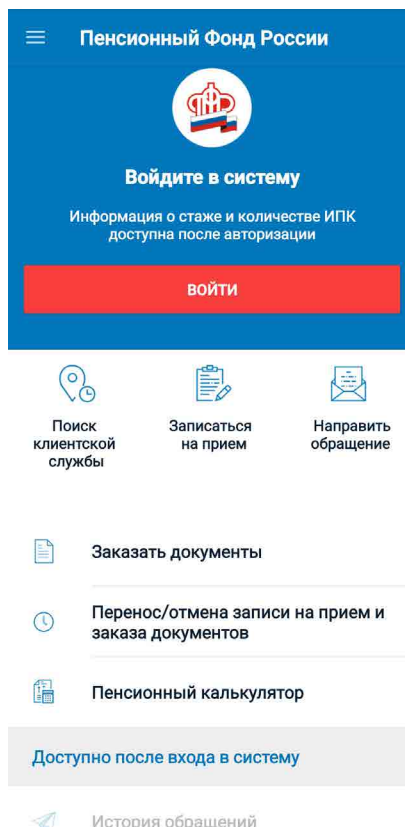 Пенсионный Фонд России
Войдите в систему
Информация о стаже и количестве ИПК
доступна после авторизации
ВОЙТИ
Поиск
клиентской
службы
Записаться
на прием
Направить
обращение
Заказать документы
Перенос/отмена записи на прием и
заказа документов
Пенсионный калькулятор
Доступно после входа в систему
История обращений